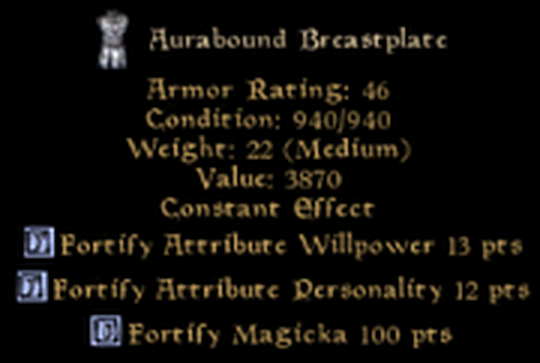 Aurabound Breastplate
Armor Rating: 46
Condition: 940/940
Weight: 22 (Medium)
Value: 3870
Constant Effect
Fortify Attribute Willpower 13 pts
Fortify Attribute Personality 12 pts
Fortify Magicka 100 pts